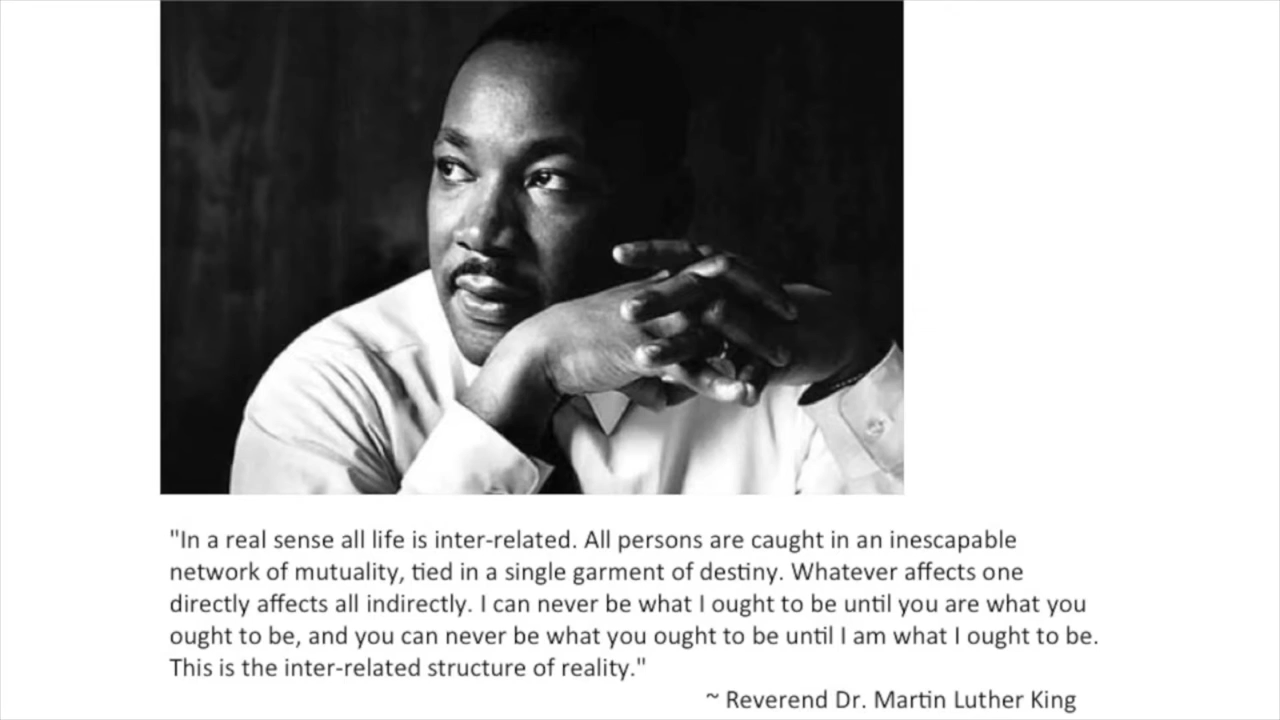 "In a real sense all life is inter-related. All persons are caught in an inescapable
network of mutuality, tied in a single garment of destiny. Whatever affects one
directly affects all indirectly. I can never be what I ought to be until you are what you
ought to be, and you can never be what you ought to be until I am what I ought to be.
This is the inter-related structure of reality."
~ Reverend Dr. Martin Luther King